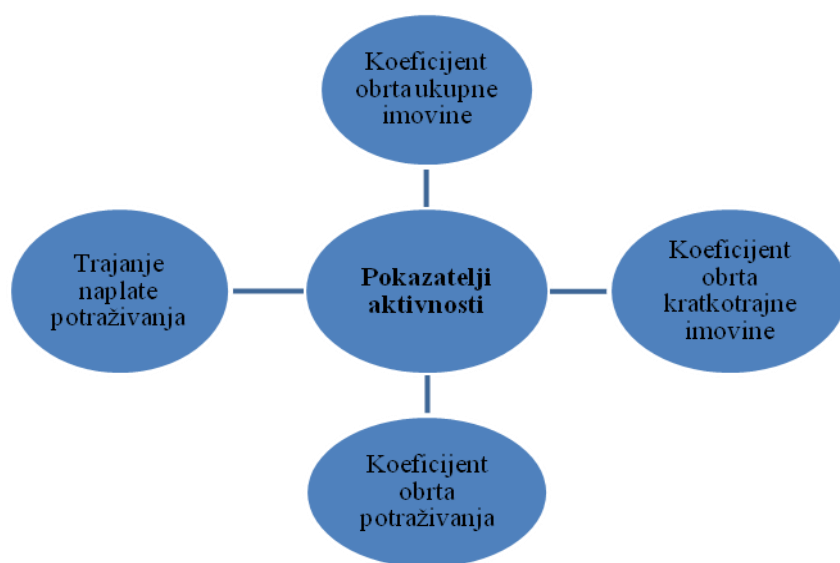 Koeficijent
obrta ukupne
imovine
Trajanje
naplate
potraživanja
Pokazatelji
aktivnosti
Koeficijent
obrta
kratkotrajne
imovine
Koeficijent
obrta
potraživanja